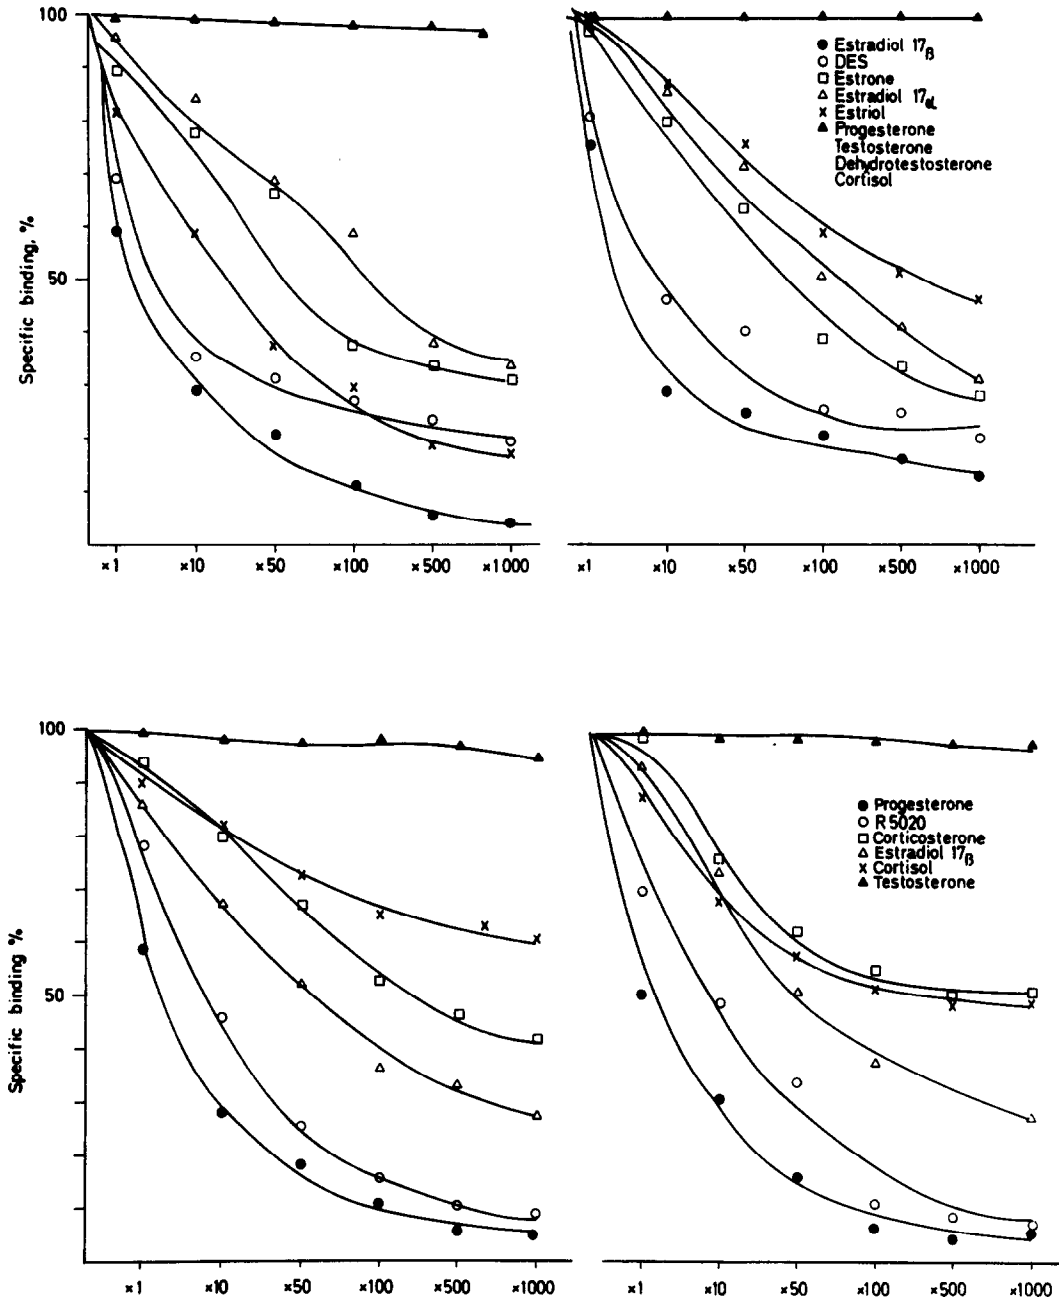 100
50
Specific binding, %
×1 ×10 ×50 ×100 ×500 ×1000
Estradiol 17β
DES
Estrone
Estradiol 17α
Estriol
Progesterone
Testosterone
Dehydrotestosterone
Cortisol
×1 ×10 ×50 ×100 ×500 ×1000
100
50
Specific binding %
×1 ×10 ×50 ×100 ×500 ×1000
Progesterone
R 5020
Corticosterone
Estradiol 17β
Cortisol
Testosterone
×1 ×10 ×50 ×100 ×500 ×1000